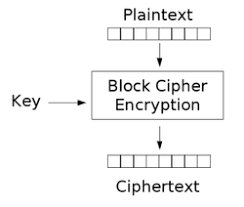 Plaintext
Block Cipher
Key
Encryption
Ciphertext